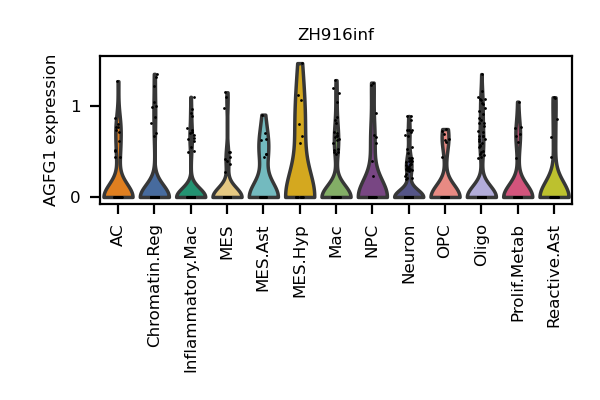 ZH916inf
AGFG1 expression
1
0
AC
Chromatin.Reg
Inflammatory.Mac
MES
MES.Ast
MES.Hyp
Mac
NPC
Neuron
OPC
Oligo
Prolif.Metab
Reactive.Ast